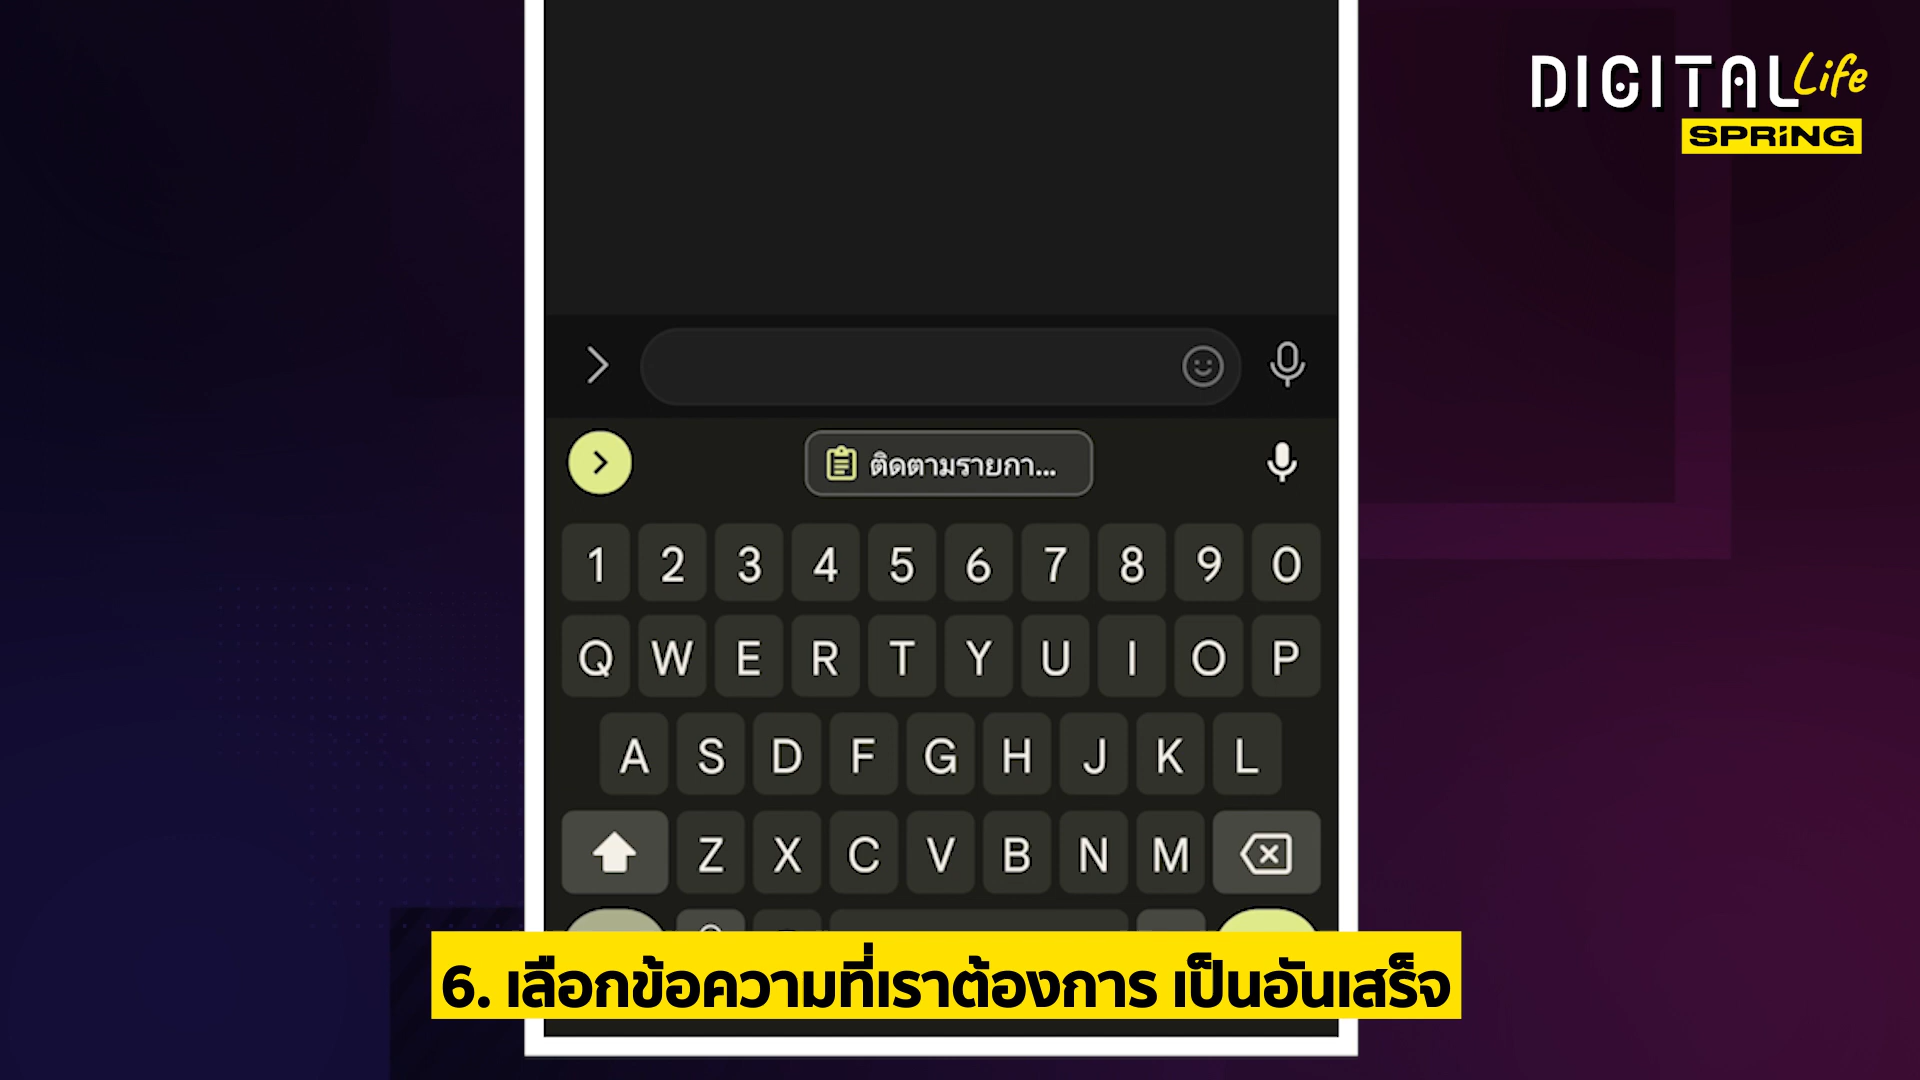 DIGITAL Life
SPRiNG
ติดตามรายกา...
1 2 3 4 5 6 7 8 9 0
Q W E R T Y U I O P
A S D F G H J K L
Z X C V B N M
6. เลือกข้อความที่เราต้องการ เป็นอันเสร็จ